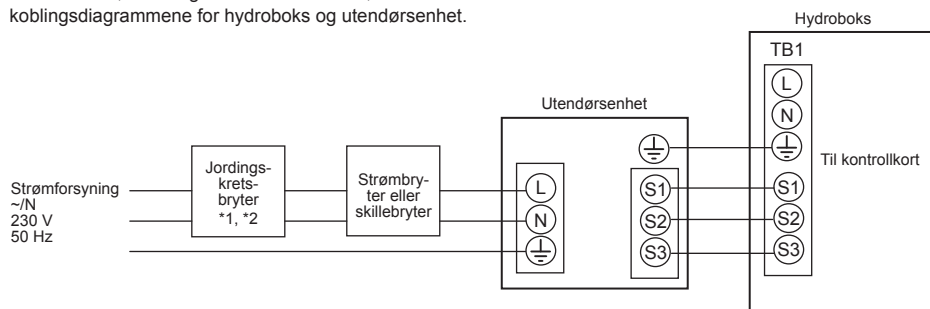 koblingsdiagrammene for hydroboks og utendørsenhet.
Hydroboks
TB1
L
N
Til kontrollkort
S1
S2
S3
Utendørsenhet
L
N
S1
S2
S3
Jordings-
krets-
bryter
*1, *2
Strømbry-
ter eller
skillebryter
Strømforsyning
~/N
230 V
50 Hz